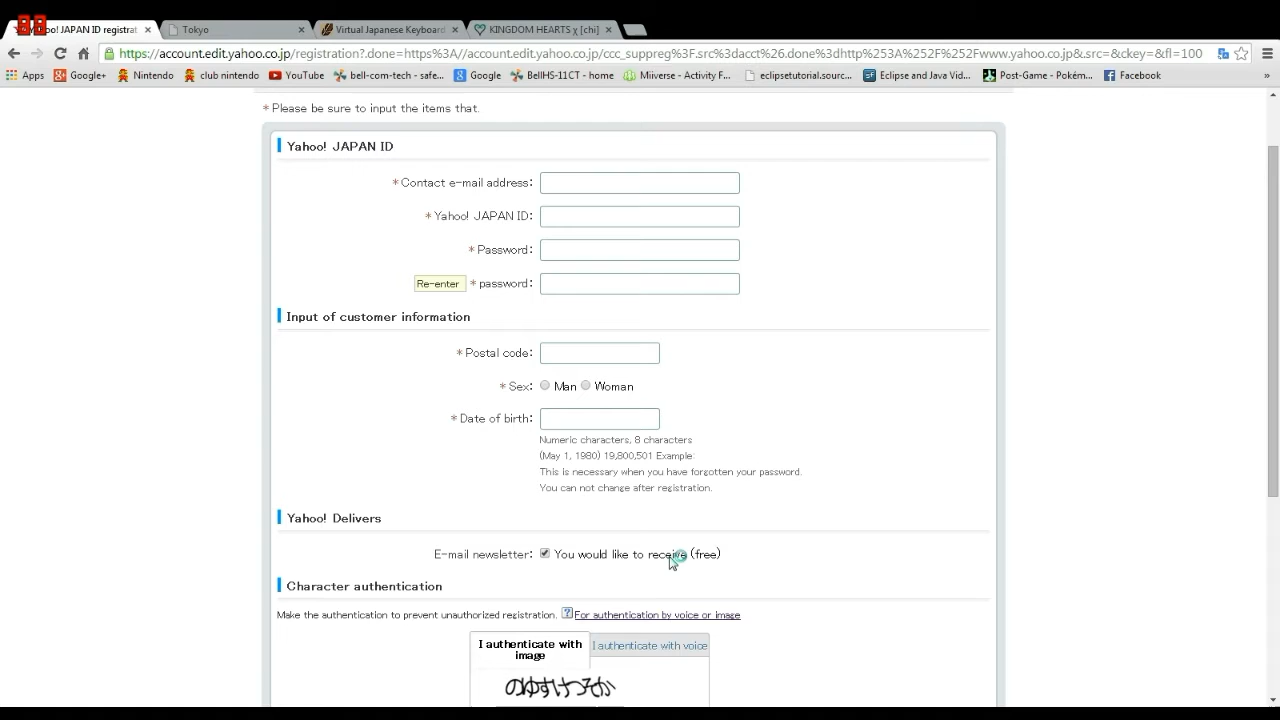 88
Yahoo! JAPAN ID registrat
Tokyo
Virtual Japanese Keyboard
KINGDOM HEARTS χ [chi]
https://account.edit.yahoo.co.jp/registration?.done=https%3A//account.edit.yahoo.co.jp/ccc_suppreg%3F.src%3dacct%26.done%3dhttp%253A%252F%252Fwww.yahoo.co.jp&.src=&ckey=&fl=100
Apps Google+ Nintendo club nintendo YouTube bell-com-tech - safe... Google BellHS-11CT - home Miiverse - Activity F... eclipsetutorial.sourc... Eclipse and Java Vid... Post-Game - Pokém... Facebook »
* Please be sure to input the items that.
Yahoo! JAPAN ID
* Contact e-mail address:
* Yahoo! JAPAN ID:
* Password:
Re-enter * password:
Input of customer information
* Postal code:
* Sex: Man Woman
* Date of birth:
Numeric characters, 8 characters
(May 1, 1980) 19,800,501 Example:
This is necessary when you have forgotten your password.
You can not change after registration.
Yahoo! Delivers
E-mail newsletter: You would like to receive (free)
Character authentication
Make the authentication to prevent unauthorized registration. ? For authentication by voice or image
I authenticate with image
I authenticate with voice